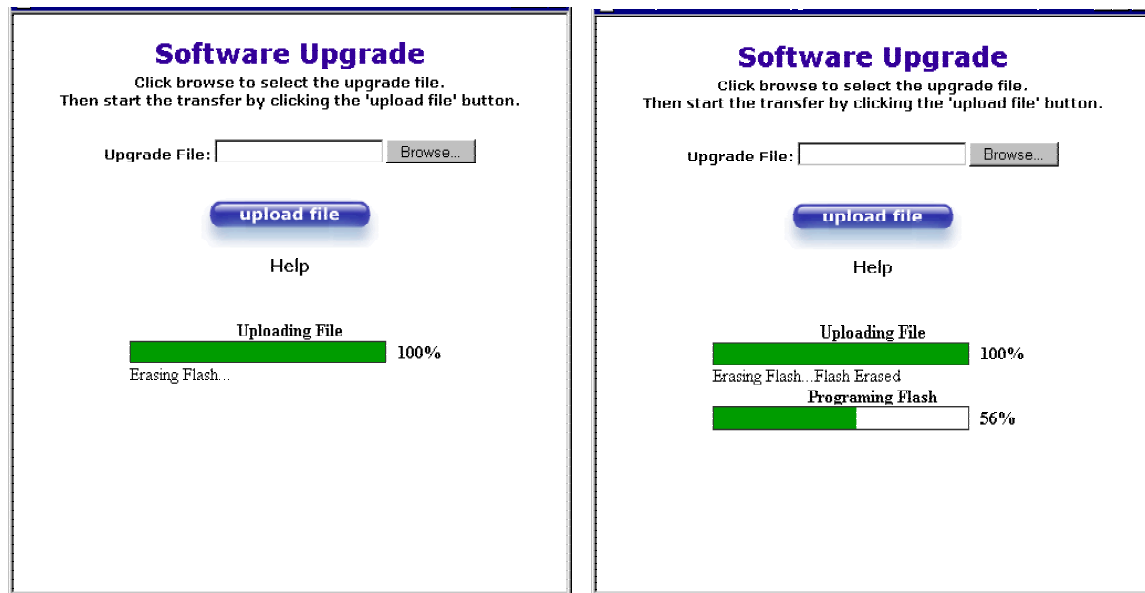 Software Upgrade
Click browse to select the upgrade file.
Then start the transfer by clicking the 'upload file' button.
Upgrade File:
Browse...
upload file
Help
Uploading File
100%
Erasing Flash...
Software Upgrade
Click browse to select the upgrade file.
Then start the transfer by clicking the 'upload file' button.
Upgrade File:
Browse...
upload file
Help
Uploading File
100%
Erasing Flash...Flash Erased
Programing Flash
56%